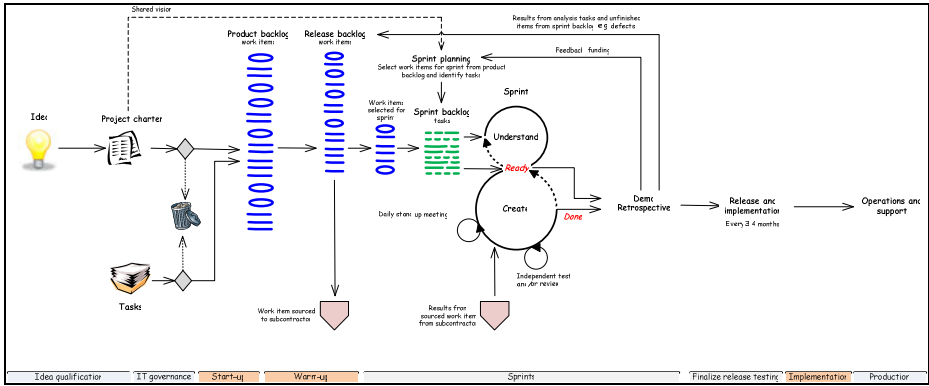 Shared vision
Results from analysis tasks and unfinished
items from sprint backlog e g defects
Product backlog
work items
Release backlog
work items
Feedback funding
Sprint planning
Select work items for sprint from product
backlog and identify tasks
Idea
Project charter
Work items
selected for
sprint
Sprint backlog
tasks
Sprint
Understand
Ready
Daily stand up meeting
Create
Done
Demo
Retrospective
Release and
implementation
Every 3 4 months
Operations and
support
Independent test
and/or review
Tasks
Work item sourced
to subcontractor
Results from
sourced work item
from subcontractor
Idea qualification
IT governance
Start-up
Warm-up
Sprints
Finalize release testing
Implementation
Production